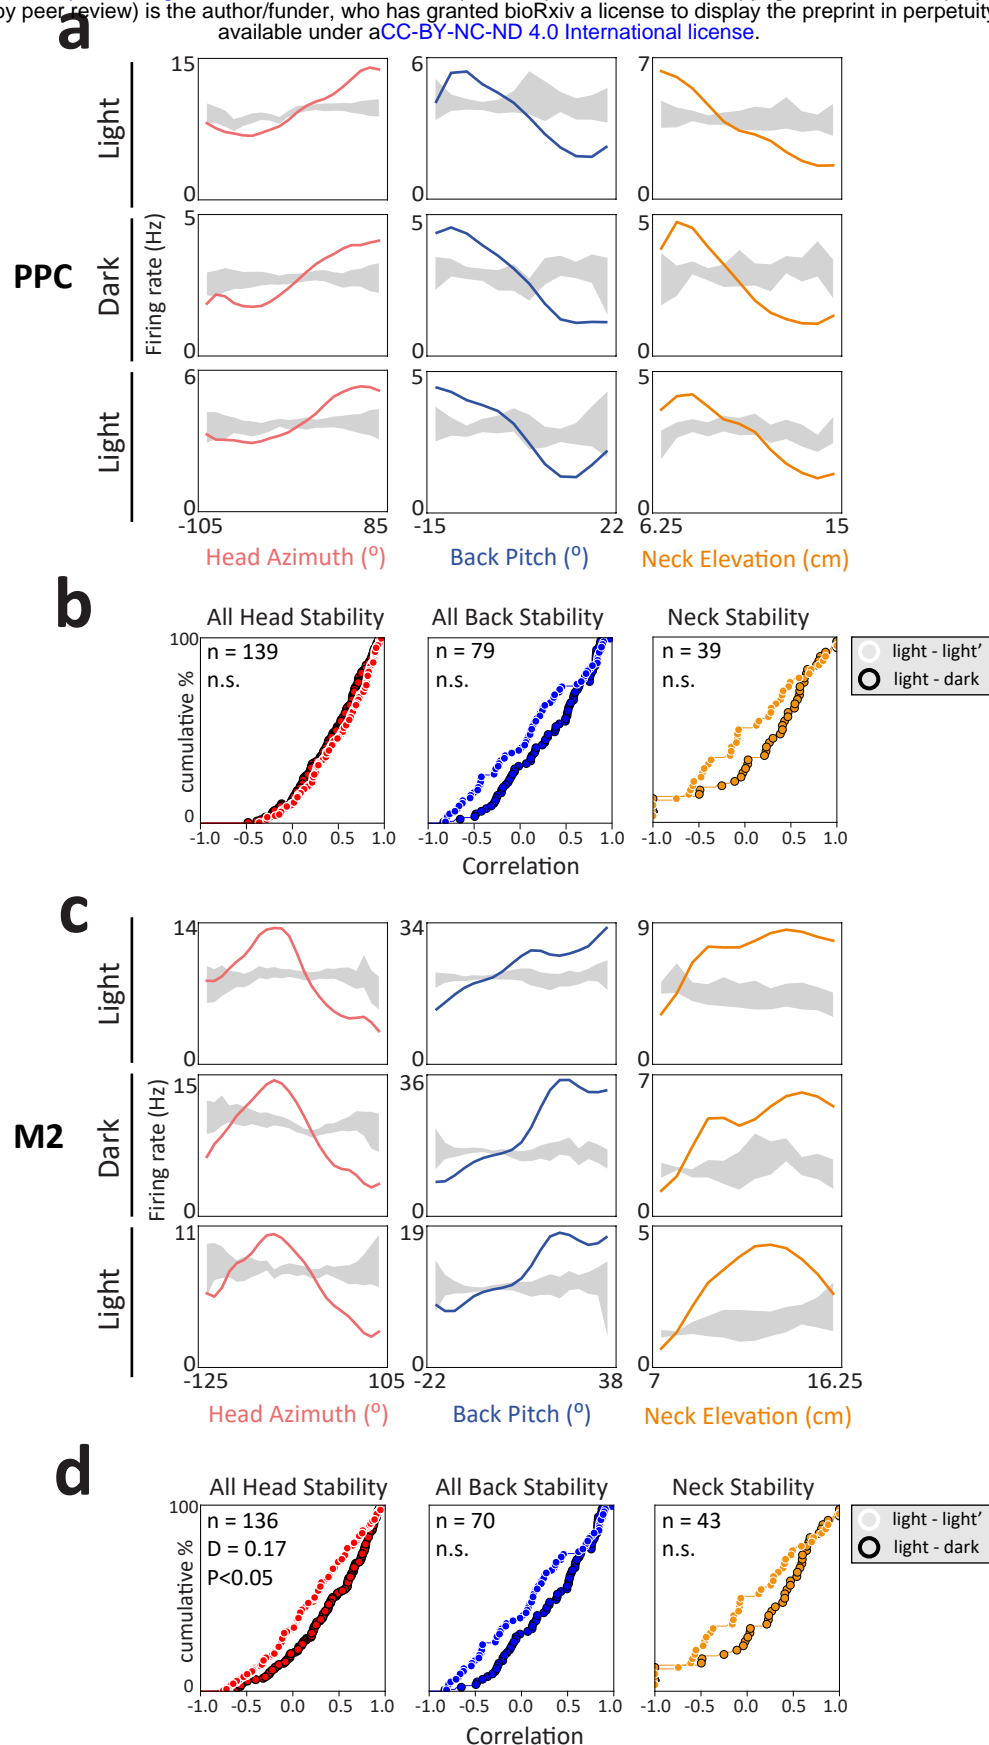 by peer review) is the author/funder, who has granted bioRxiv a license to display the preprint in perpetuity
available under aCC-BY-NC-ND 4.0 International license.
a
PPC
Light
Dark
Light
Firing rate (Hz)
15
0
6
0
7
0
5
0
5
0
5
0
6
0
5
0
5
0
-105
85
-15
22
6.25
15
Head Azimuth (º)
Back Pitch (º)
Neck Elevation (cm)
b
All Head Stability
All Back Stability
Neck Stability
cumulative %
100
0
n = 139
n.s.
n = 79
n.s.
n = 39
n.s.
light - light'
light - dark
-1.0 -0.5 0.0 0.5 1.0
-1.0 -0.5 0.0 0.5 1.0
-1.0 -0.5 0.0 0.5 1.0
Correlation
c
M2
Light
Dark
Light
Firing rate (Hz)
14
0
34
0
9
0
15
0
36
0
7
0
11
0
19
0
5
0
-125
105
-22
38
7
16.25
Head Azimuth (º)
Back Pitch (º)
Neck Elevation (cm)
d
All Head Stability
All Back Stability
Neck Stability
cumulative %
100
0
n = 136
D = 0.17
P<0.05
n = 70
n.s.
n = 43
n.s.
light - light'
light - dark
-1.0 -0.5 0.0 0.5 1.0
-1.0 -0.5 0.0 0.5 1.0
-1.0 -0.5 0.0 0.5 1.0
Correlation